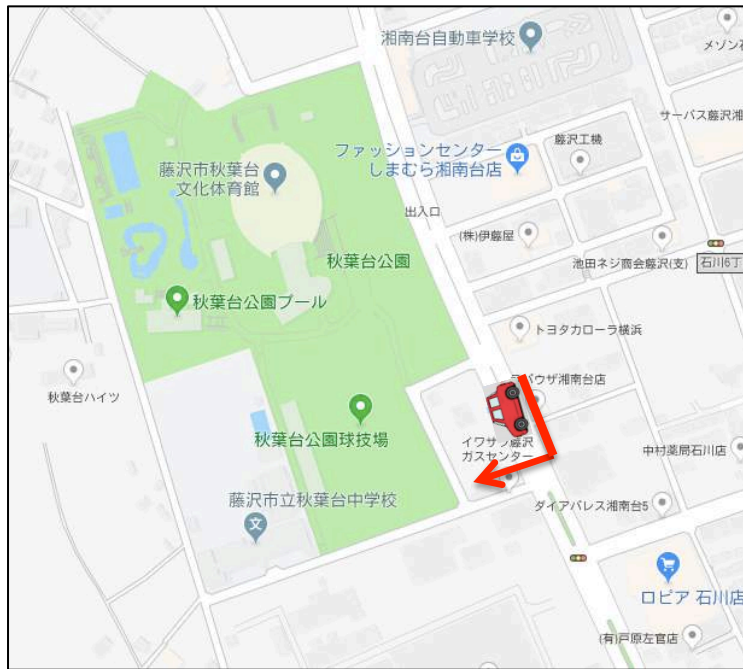 湘南台自動車学校
メゾン石
サーパス藤沢湘
藤沢工機
ファッションセンター
しまむら湘南台店
藤沢市秋葉台
文化体育館
出入口
(株)伊藤屋
秋葉台公園
池田ネジ商会藤沢(支)
石川6丁
秋葉台公園プール
トヨタカローラ横浜
秋葉台ハイツ
ウザ湘南台店
秋葉台公園球技場
イワサワ藤沢
ガスセンター
中村薬局石川店
藤沢市立秋葉台中学校
文
ダイアパレス湘南台5
ロピア 石川店
(有)戸原左官店